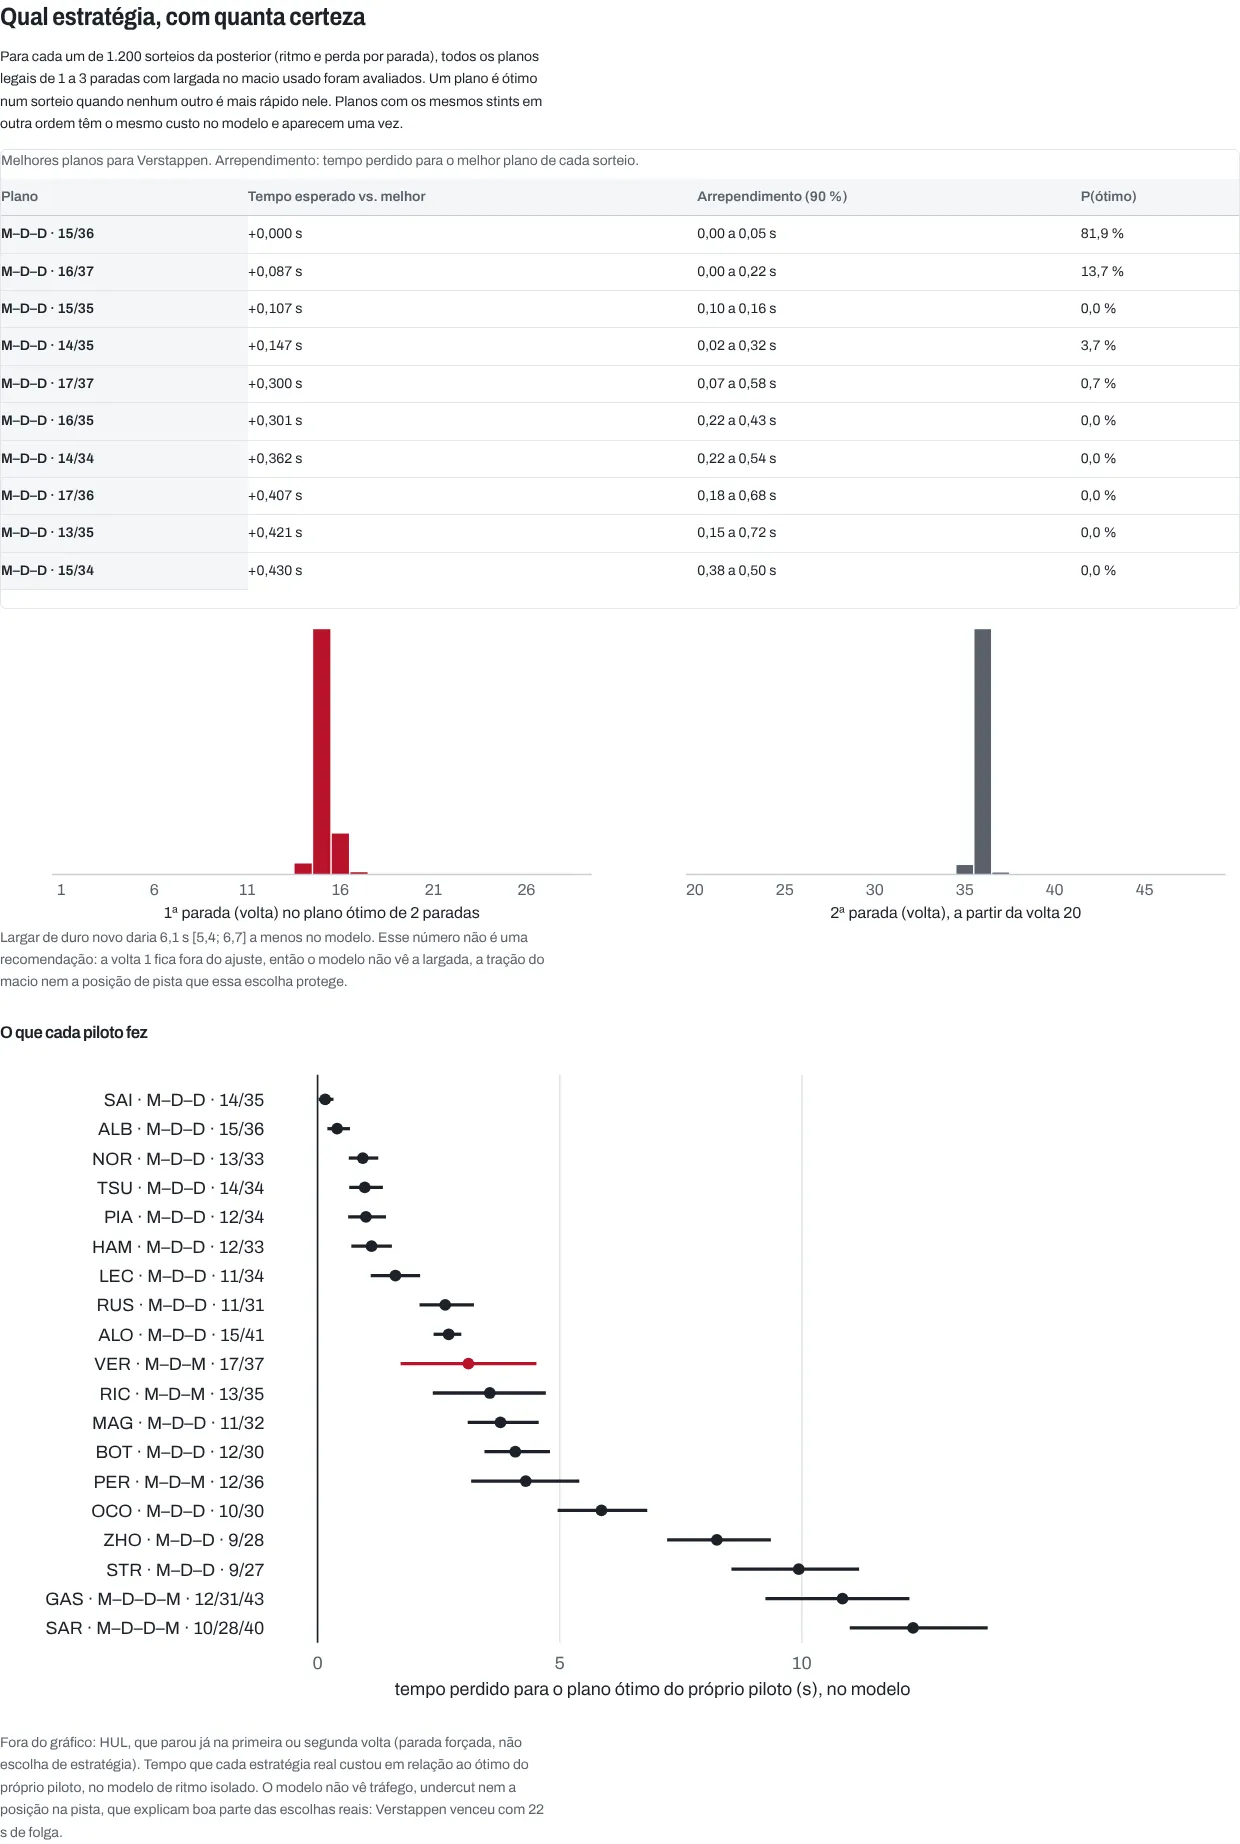 Qual estratégia, com quanta certeza
Para cada um de 1.200 sorteios da posterior (ritmo e perda por parada), todos os planos
legais de 1 a 3 paradas com largada no macio usado foram avaliados. Um plano é ótimo
num sorteio quando nenhum outro é mais rápido nele. Planos com os mesmos stints em
outra ordem têm o mesmo custo no modelo e aparecem uma vez.
Melhores planos para Verstappen. Arrependimento: tempo perdido para o melhor plano de cada sorteio.
Plano Tempo esperado vs. melhor Arrependimento (90 %) P(ótimo)
M–D–D · 15/36 +0,000 s 0,00 a 0,05 s 81,9 %
M–D–D · 16/37 +0,087 s 0,00 a 0,22 s 13,7 %
M–D–D · 15/35 +0,107 s 0,10 a 0,16 s 0,0 %
M–D–D · 14/35 +0,147 s 0,02 a 0,32 s 3,7 %
M–D–D · 17/37 +0,300 s 0,07 a 0,58 s 0,7 %
M–D–D · 16/35 +0,301 s 0,22 a 0,43 s 0,0 %
M–D–D · 14/34 +0,362 s 0,22 a 0,54 s 0,0 %
M–D–D · 17/36 +0,407 s 0,18 a 0,68 s 0,0 %
M–D–D · 13/35 +0,421 s 0,15 a 0,72 s 0,0 %
M–D–D · 15/34 +0,430 s 0,38 a 0,50 s 0,0 %
1 6 11 16 21 26
1ª parada (volta) no plano ótimo de 2 paradas
20 25 30 35 40 45
2ª parada (volta), a partir da volta 20
Largar de duro novo daria 6,1 s [5,4; 6,7] a menos no modelo. Esse número não é uma
recomendação: a volta 1 fica fora do ajuste, então o modelo não vê a largada, a tração do
macio nem a posição de pista que essa escolha protege.
O que cada piloto fez
SAI · M–D–D · 14/35
ALB · M–D–D · 15/36
NOR · M–D–D · 13/33
TSU · M–D–D · 14/34
PIA · M–D–D · 12/34
HAM · M–D–D · 12/33
LEC · M–D–D · 11/34
RUS · M–D–D · 11/31
ALO · M–D–D · 15/41
VER · M–D–M · 17/37
RIC · M–D–M · 13/35
MAG · M–D–D · 11/32
BOT · M–D–D · 12/30
PER · M–D–M · 12/36
OCO · M–D–D · 10/30
ZHO · M–D–D · 9/28
STR · M–D–D · 9/27
GAS · M–D–D–M · 12/31/43
SAR · M–D–D–M · 10/28/40
0 5 10
tempo perdido para o plano ótimo do próprio piloto (s), no modelo
Fora do gráfico: HUL, que parou já na primeira ou segunda volta (parada forçada, não
escolha de estratégia). Tempo que cada estratégia real custou em relação ao ótimo do
próprio piloto, no modelo de ritmo isolado. O modelo não vê tráfego, undercut nem a
posição na pista, que explicam boa parte das escolhas reais: Verstappen venceu com 22
s de folga.